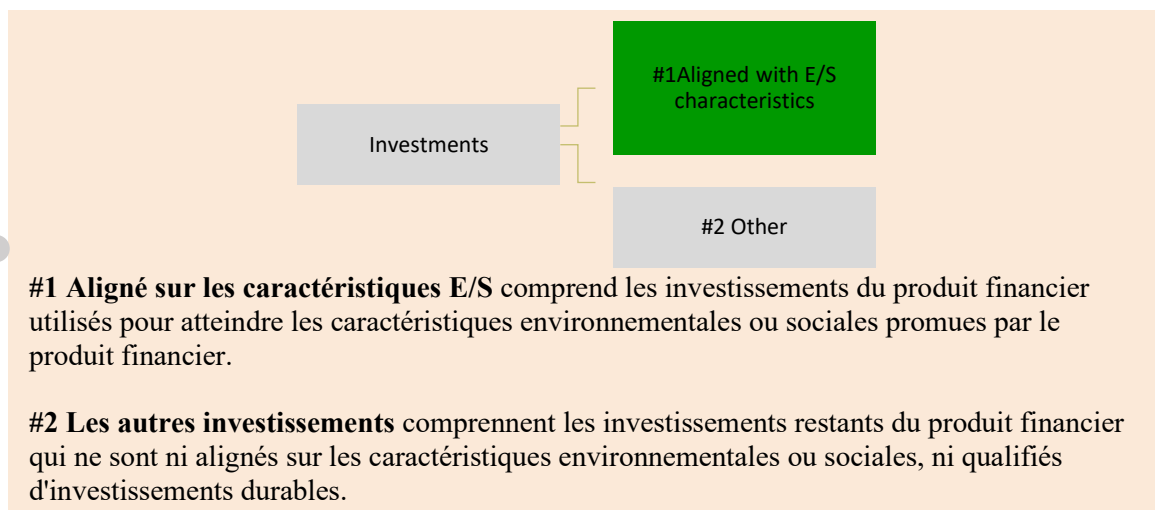 #1Aligned with E/S
characteristics
Investments
#2 Other
#1 Aligné sur les caractéristiques E/S comprend les investissements du produit financier
utilisés pour atteindre les caractéristiques environnementales ou sociales promues par le
produit financier.
#2 Les autres investissements comprennent les investissements restants du produit financier
qui ne sont ni alignés sur les caractéristiques environnementales ou sociales, ni qualifiés
d'investissements durables.